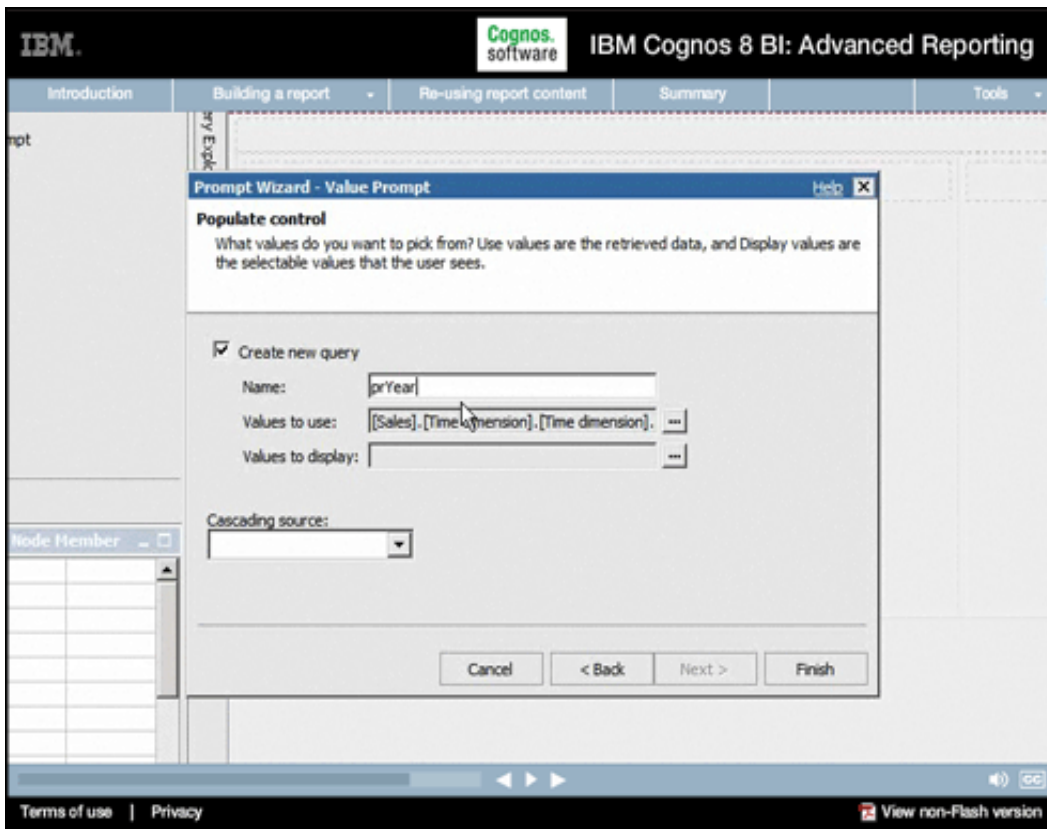 IBM.
Cognos.
software
IBM Cognos 8 BI: Advanced Reporting
Introduction
Building a report
Re-using report content
Summary
Tools
mpt
ery Explo
Prompt Wizard - Value Prompt
Help
Populate control
What values do you want to pick from? Use values are the retrieved data, and Display values are
the selectable values that the user sees.
Create new query
Name:
prYear
Values to use:
[Sales].[Time dimension].[Time dimension].
...
Values to display:
...
Cascading source:
Node Member
Cancel
< Back
Next >
Finish
CC
Terms of use | Privacy
View non-Flash version